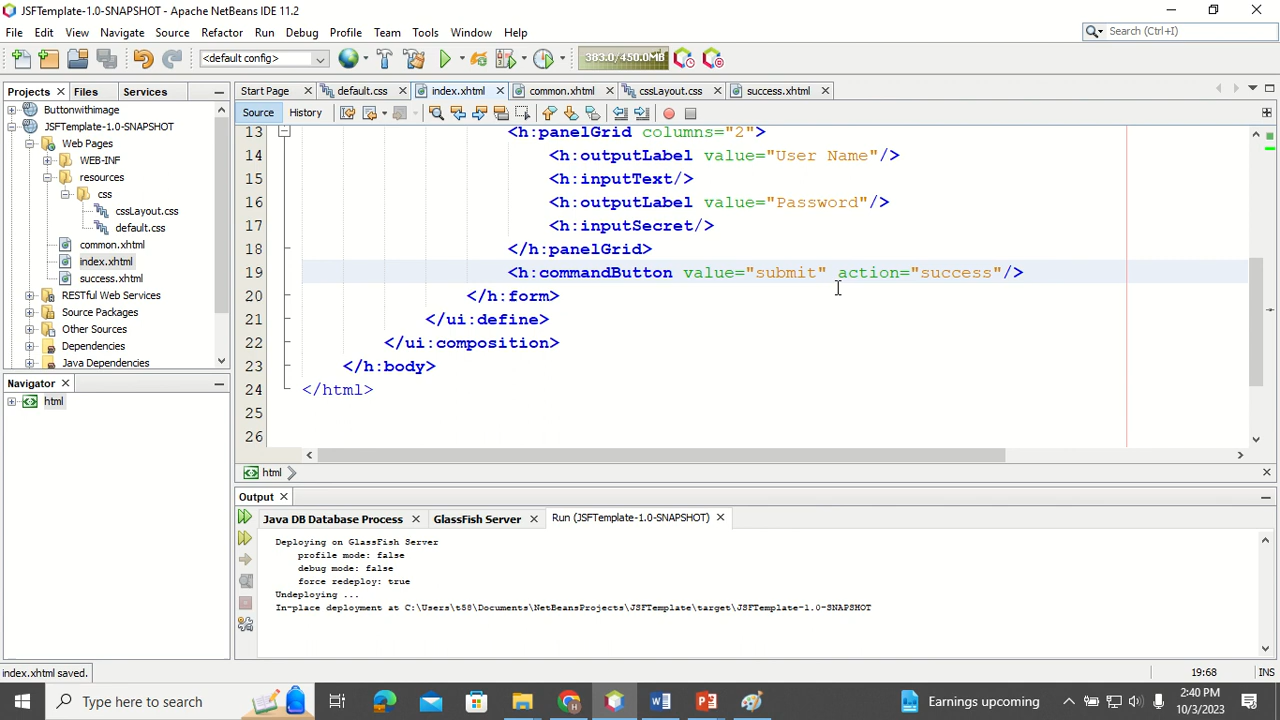 JSFTemplate-1.0-SNAPSHOT - Apache NetBeans IDE 11.2
File Edit View Navigate Source Refactor Run Debug Profile Team Tools Window Help
Search (Ctrl+I)
<default config>
383.0/450.0MB
Projects Files Services
Start Page default.css index.xhtml common.xhtml cssLayout.css success.xhtml
Source History
Buttonwithimage
JSFTemplate-1.0-SNAPSHOT
Web Pages
WEB-INF
resources
css
cssLayout.css
default.css
common.xhtml
index.xhtml
success.xhtml
RESTful Web Services
Source Packages
Other Sources
Dependencies
Java Dependencies
13 <h:panelGrid columns="2">
14 <h:outputLabel value="User Name"/>
15 <h:inputText/>
16 <h:outputLabel value="Password"/>
17 <h:inputSecret/>
18 </h:panelGrid>
19 <h:commandButton value="submit" action="success"/>
20 </h:form>
21 </ui:define>
22 </ui:composition>
23 </h:body>
24 </html>
25
26
Navigator
html
html
Output
Java DB Database Process GlassFish Server Run (JSFTemplate-1.0-SNAPSHOT)
Deploying on GlassFish Server
profile mode: false
debug mode: false
force redeploy: true
Undeploying ...
In-place deployment at C:\Users\tSS\Documents\NetBeansProjects\JSFTemplate\target\JSFTemplate-1.0-SNAPSHOT
index.xhtml saved.
19:68 INS
Type here to search
Earnings upcoming
2:40 PM
10/3/2023